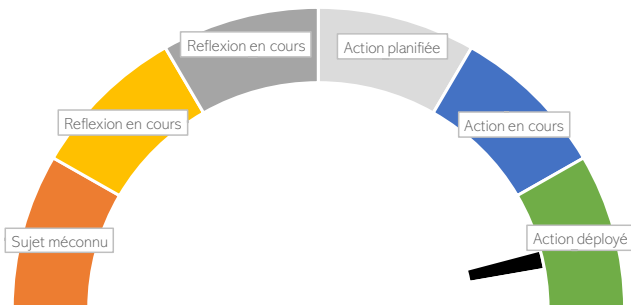 Reflexion en cours
Action planifiée
Reflexion en cours
Action en cours
Sujet méconnu
Action déployé